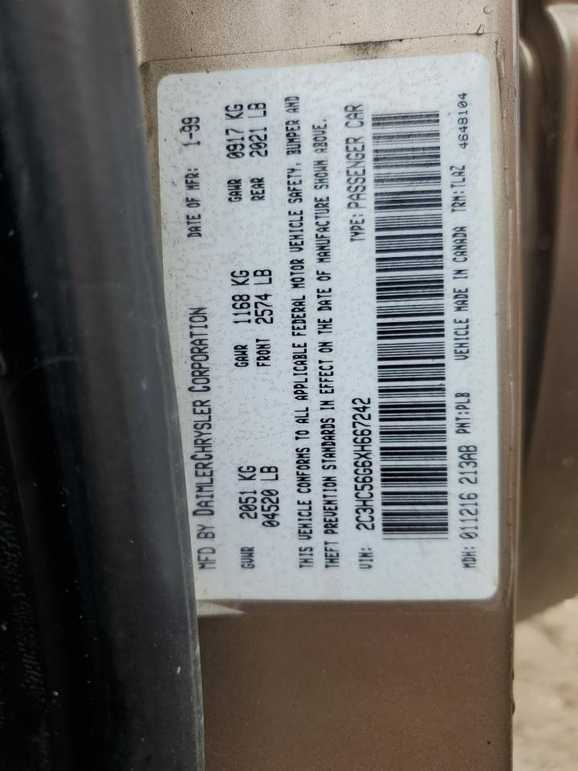 MFD BY DAIMLERCHRYSLER CORPORATION DATE OF MFR: 1-99
GVWR 2051 KG GAWR 1168 KG GAWR 0917 KG
04520 LB FRONT 2574 LB REAR 2021 LB
THIS VEHICLE CONFORMS TO ALL APPLICABLE FEDERAL MOTOR VEHICLE SAFETY, BUMPER AND
THEFT PREVENTION STANDARDS IN EFFECT ON THE DATE OF MANUFACTURE SHOWN ABOVE.
VIN: 2C3HC56G6XH667242 TYPE: PASSENGER CAR
MDH: 011216 213AB PNT:PLB VEHICLE MADE IN CANADA TRM:TLAZ
4648104